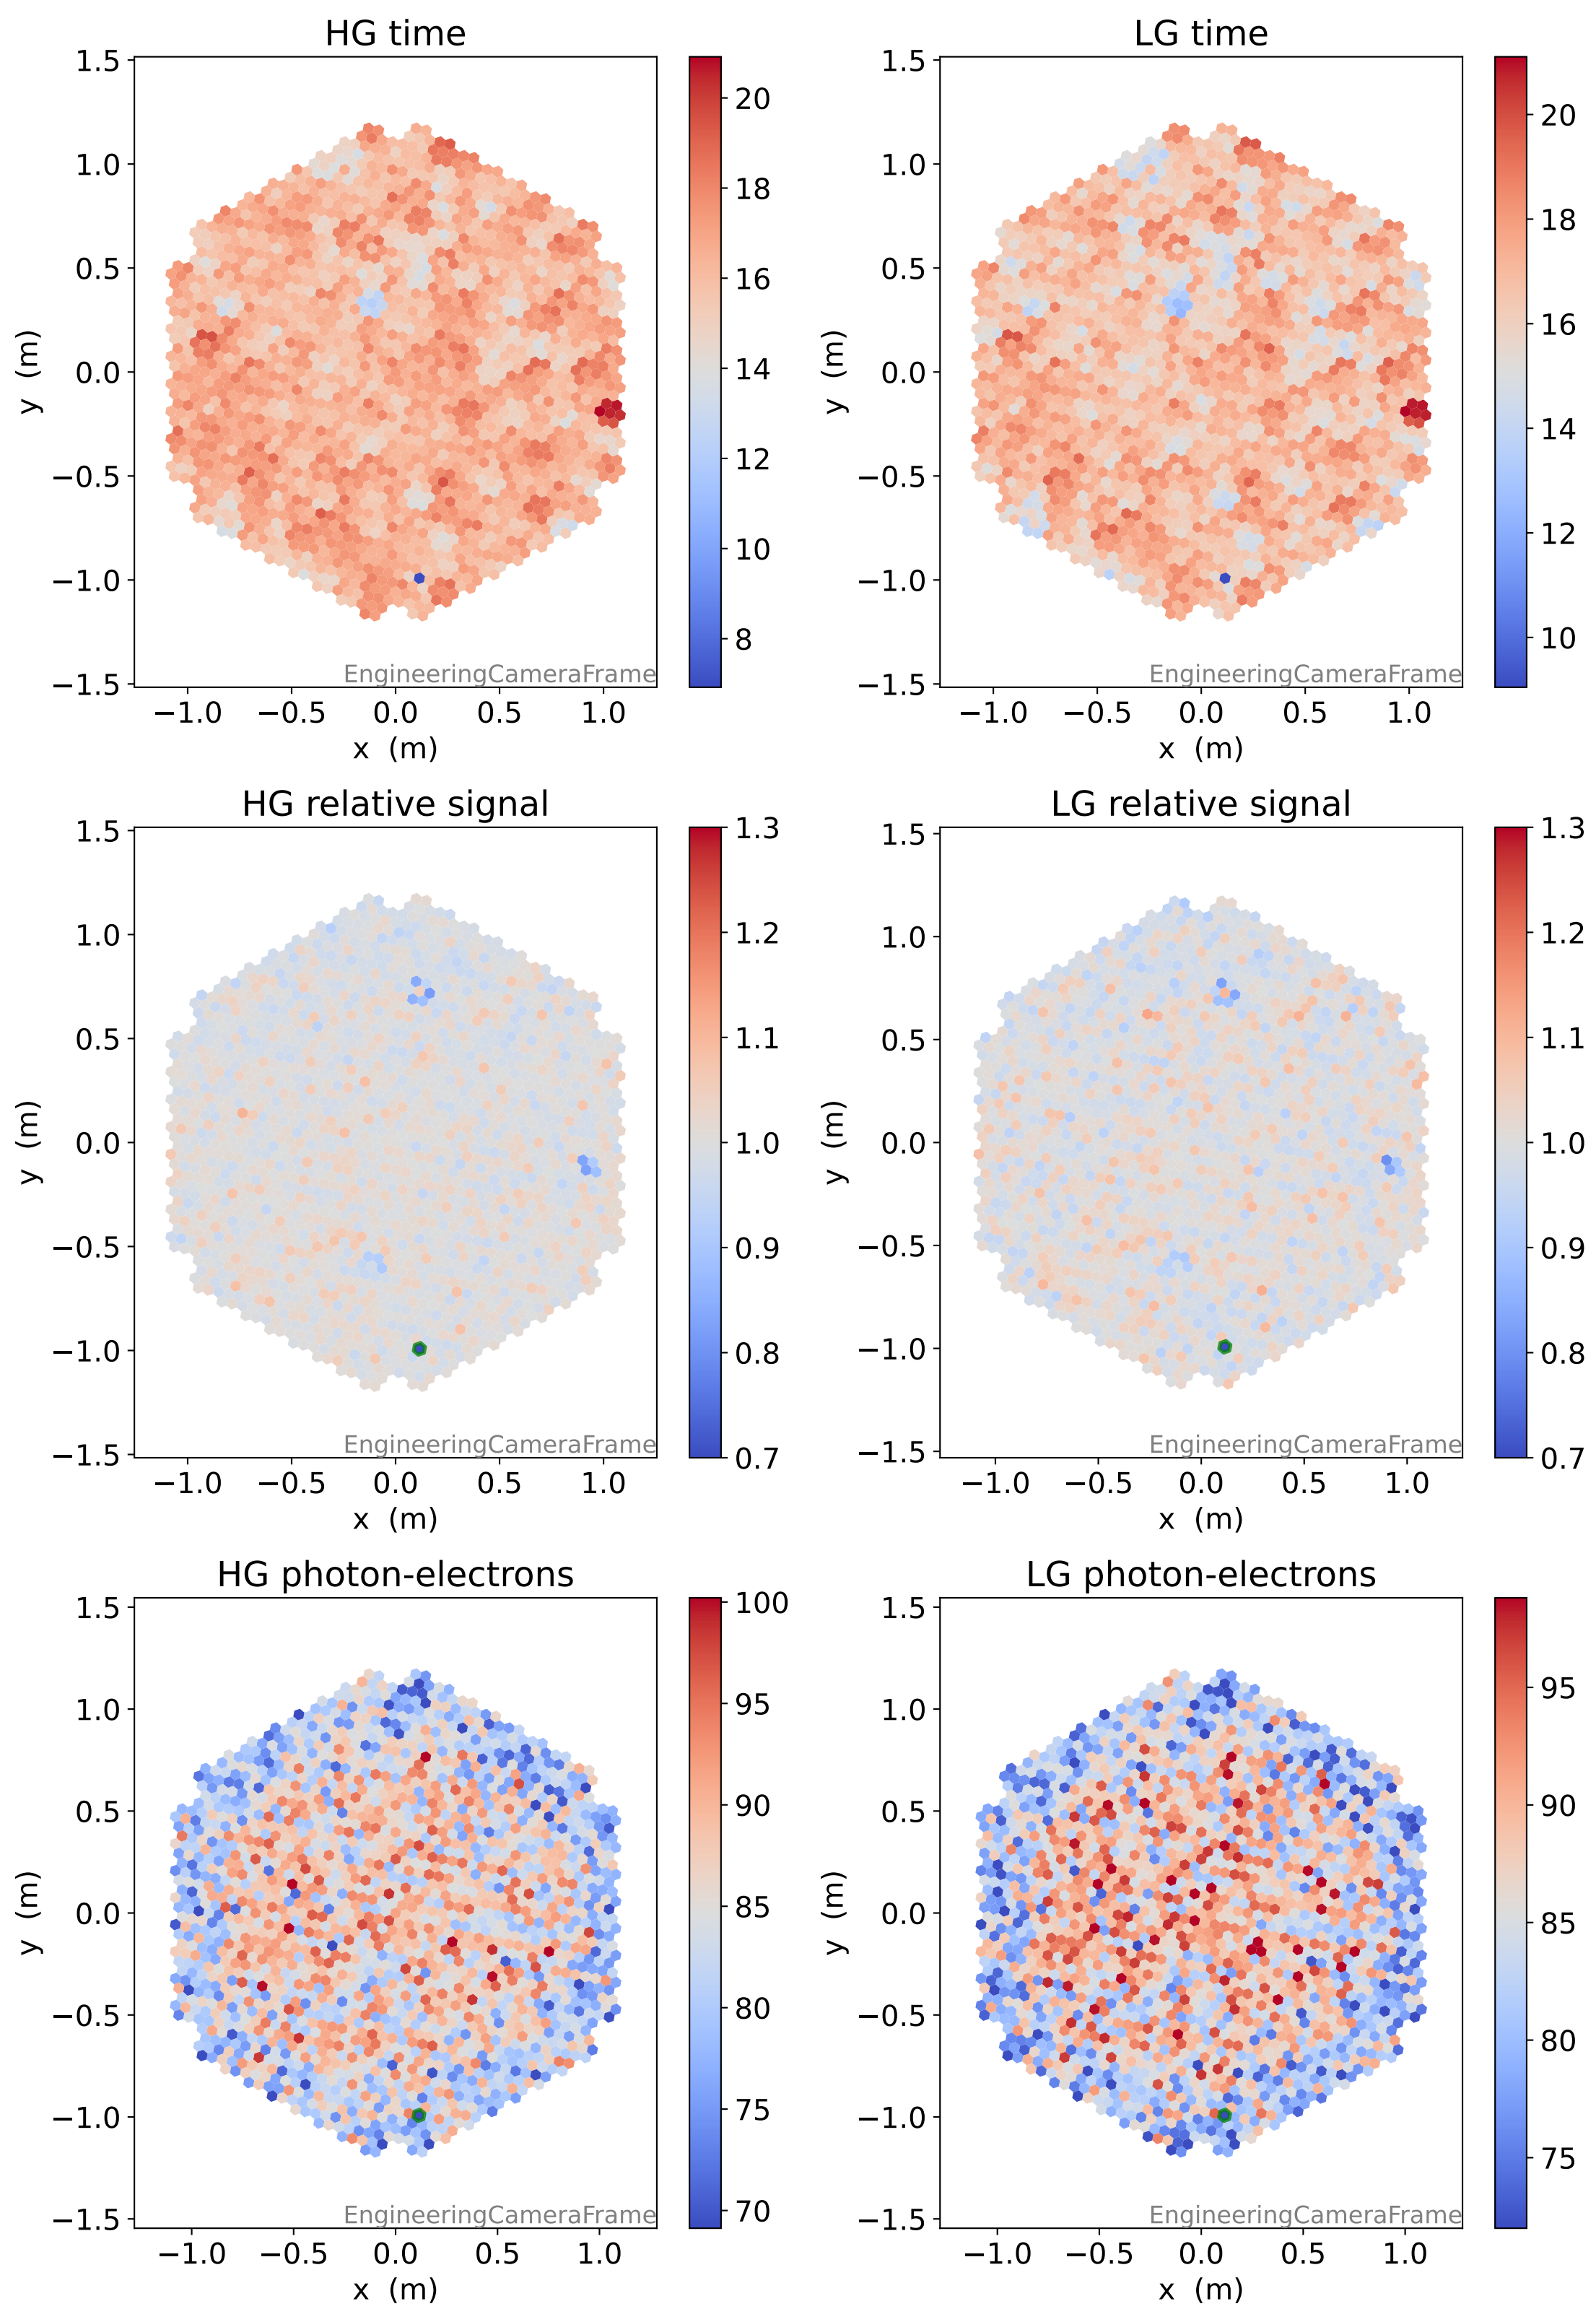 HG time
LG time
1.5
1.0
0.5
0.0
−0.5
−1.0
−1.5
y (m)
−1.0 −0.5 0.0 0.5 1.0
x (m)
EngineeringCameraFrame
20
18
16
14
12
10
8
1.5
1.0
0.5
0.0
−0.5
−1.0
−1.5
y (m)
−1.0 −0.5 0.0 0.5 1.0
x (m)
EngineeringCameraFrame
20
18
16
14
12
10
HG relative signal
LG relative signal
1.5
1.0
0.5
0.0
−0.5
−1.0
−1.5
y (m)
−1.0 −0.5 0.0 0.5 1.0
x (m)
EngineeringCameraFrame
1.3
1.2
1.1
1.0
0.9
0.8
0.7
1.5
1.0
0.5
0.0
−0.5
−1.0
−1.5
y (m)
−1.0 −0.5 0.0 0.5 1.0
x (m)
EngineeringCameraFrame
1.3
1.2
1.1
1.0
0.9
0.8
0.7
HG photon-electrons
LG photon-electrons
1.5
1.0
0.5
0.0
−0.5
−1.0
−1.5
y (m)
−1.0 −0.5 0.0 0.5 1.0
x (m)
EngineeringCameraFrame
100
95
90
85
80
75
70
1.5
1.0
0.5
0.0
−0.5
−1.0
−1.5
y (m)
−1.0 −0.5 0.0 0.5 1.0
x (m)
EngineeringCameraFrame
95
90
85
80
75